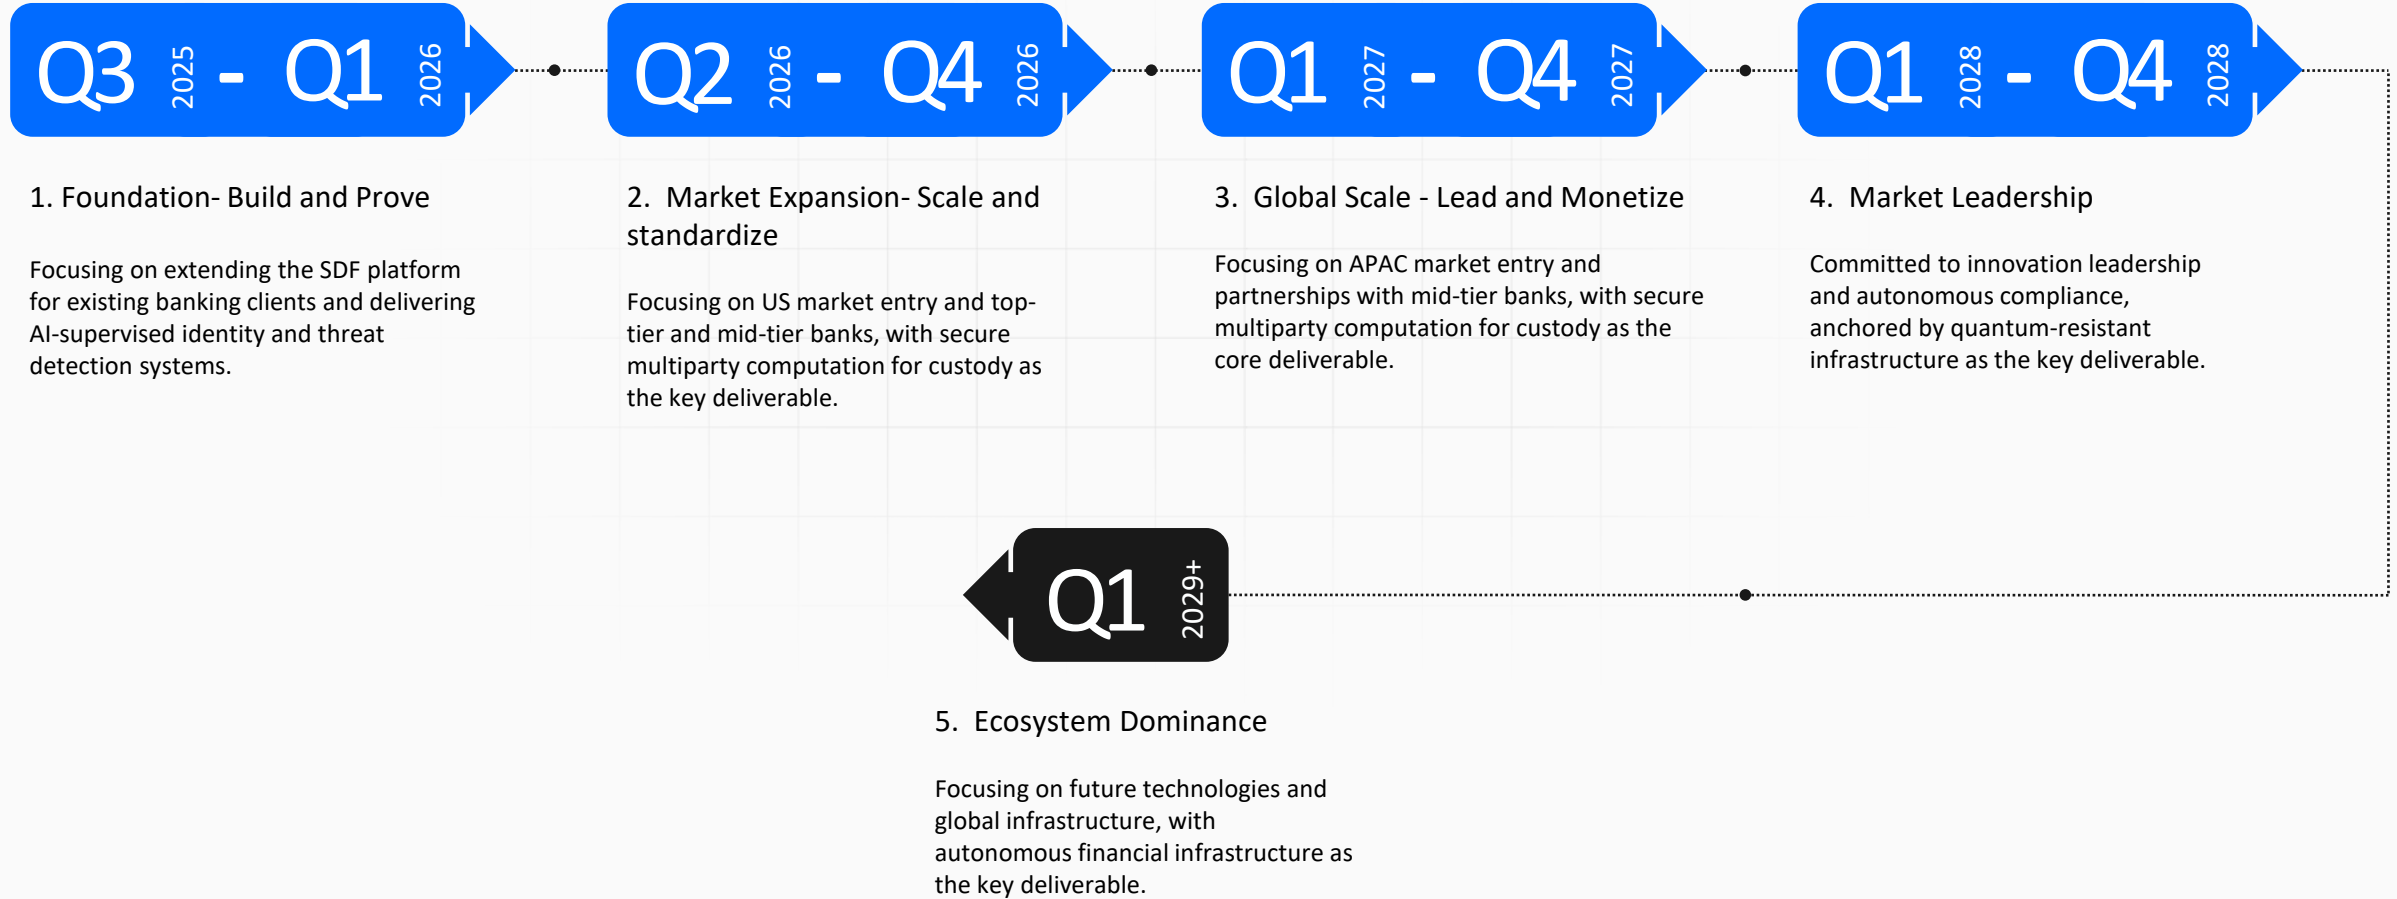 Q3 2025 - Q1 2026
Q2 2026 - Q4 2026
Q1 2027 - Q4 2027
Q1 2028 - Q4 2028
1. Foundation- Build and Prove
Focusing on extending the SDF platform
for existing banking clients and delivering
AI-supervised identity and threat
detection systems.
2. Market Expansion- Scale and
standardize
Focusing on US market entry and top-
tier and mid-tier banks, with secure
multiparty computation for custody as
the key deliverable.
3. Global Scale - Lead and Monetize
Focusing on APAC market entry and
partnerships with mid-tier banks, with secure
multiparty computation for custody as the
core deliverable.
4. Market Leadership
Committed to innovation leadership
and autonomous compliance,
anchored by quantum-resistant
infrastructure as the key deliverable.
Q1 2029+
5. Ecosystem Dominance
Focusing on future technologies and
global infrastructure, with
autonomous financial infrastructure as
the key deliverable.